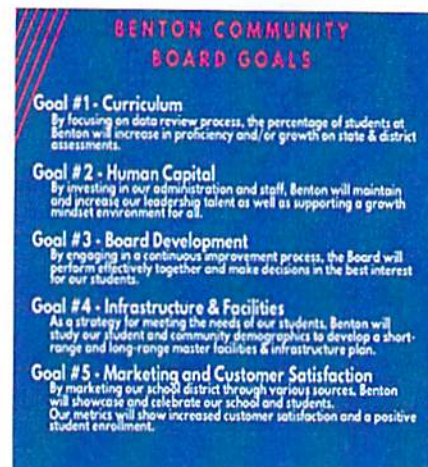 BENTON COMMUNITY
BOARD GOALS
Goal #1 - Curriculum
By focusing on data review process, the percentage of students at
Benton will increase in proficiency and/or growth on state & district
assessments.
Goal #2 - Human Capital
By investing in our administration and staff, Benton will maintain
and increase our leadership talent as well as supporting a growth
mindset environment for all.
Goal #3 - Board Development
By engaging in a continuous improvement process, the Board will
perform effectively together and make decisions in the best interest
for our students.
Goal #4 - Infrastructure & Facilities
As a strategy for meeting the needs of our students, Benton will
study our student and community demographics to develop a short-
range and long-range master facilities & infrastructure plan.
Goal #5 - Marketing and Customer Satisfaction
By marketing our school district through various sources, Benton
will showcase and celebrate our school and students.
Our metrics will show increased customer satisfaction and a positive
student enrollment.